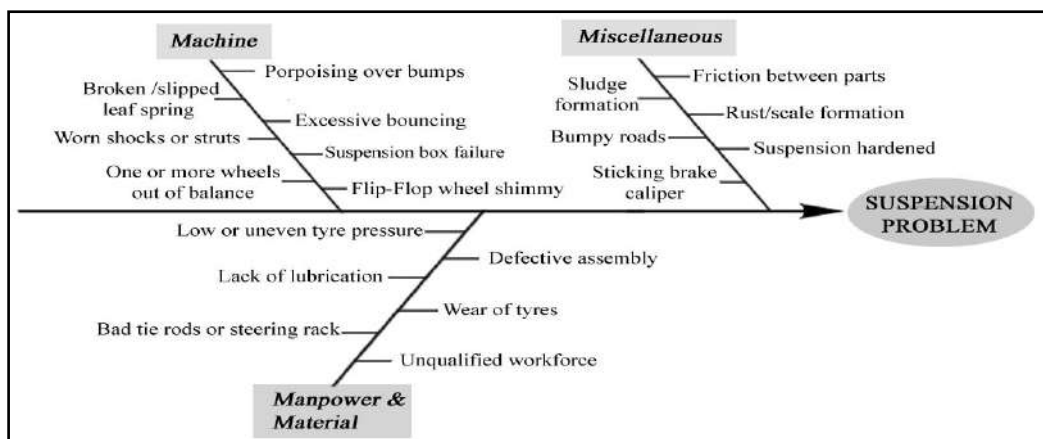 Machine
Miscellaneous
Porpoising over bumps
Broken /slipped
leaf spring
Excessive bouncing
Worn shocks or struts
Suspension box failure
One or more wheels
out of balance
Flip-Flop wheel shimmy
Friction between parts
Sludge
formation
Rust/scale formation
Bumpy roads
Suspension hardened
Sticking brake
caliper
SUSPENSION
PROBLEM
Low or uneven tyre pressure
Defective assembly
Lack of lubrication
Wear of tyres
Bad tie rods or steering rack
Unqualified workforce
Manpower &
Material